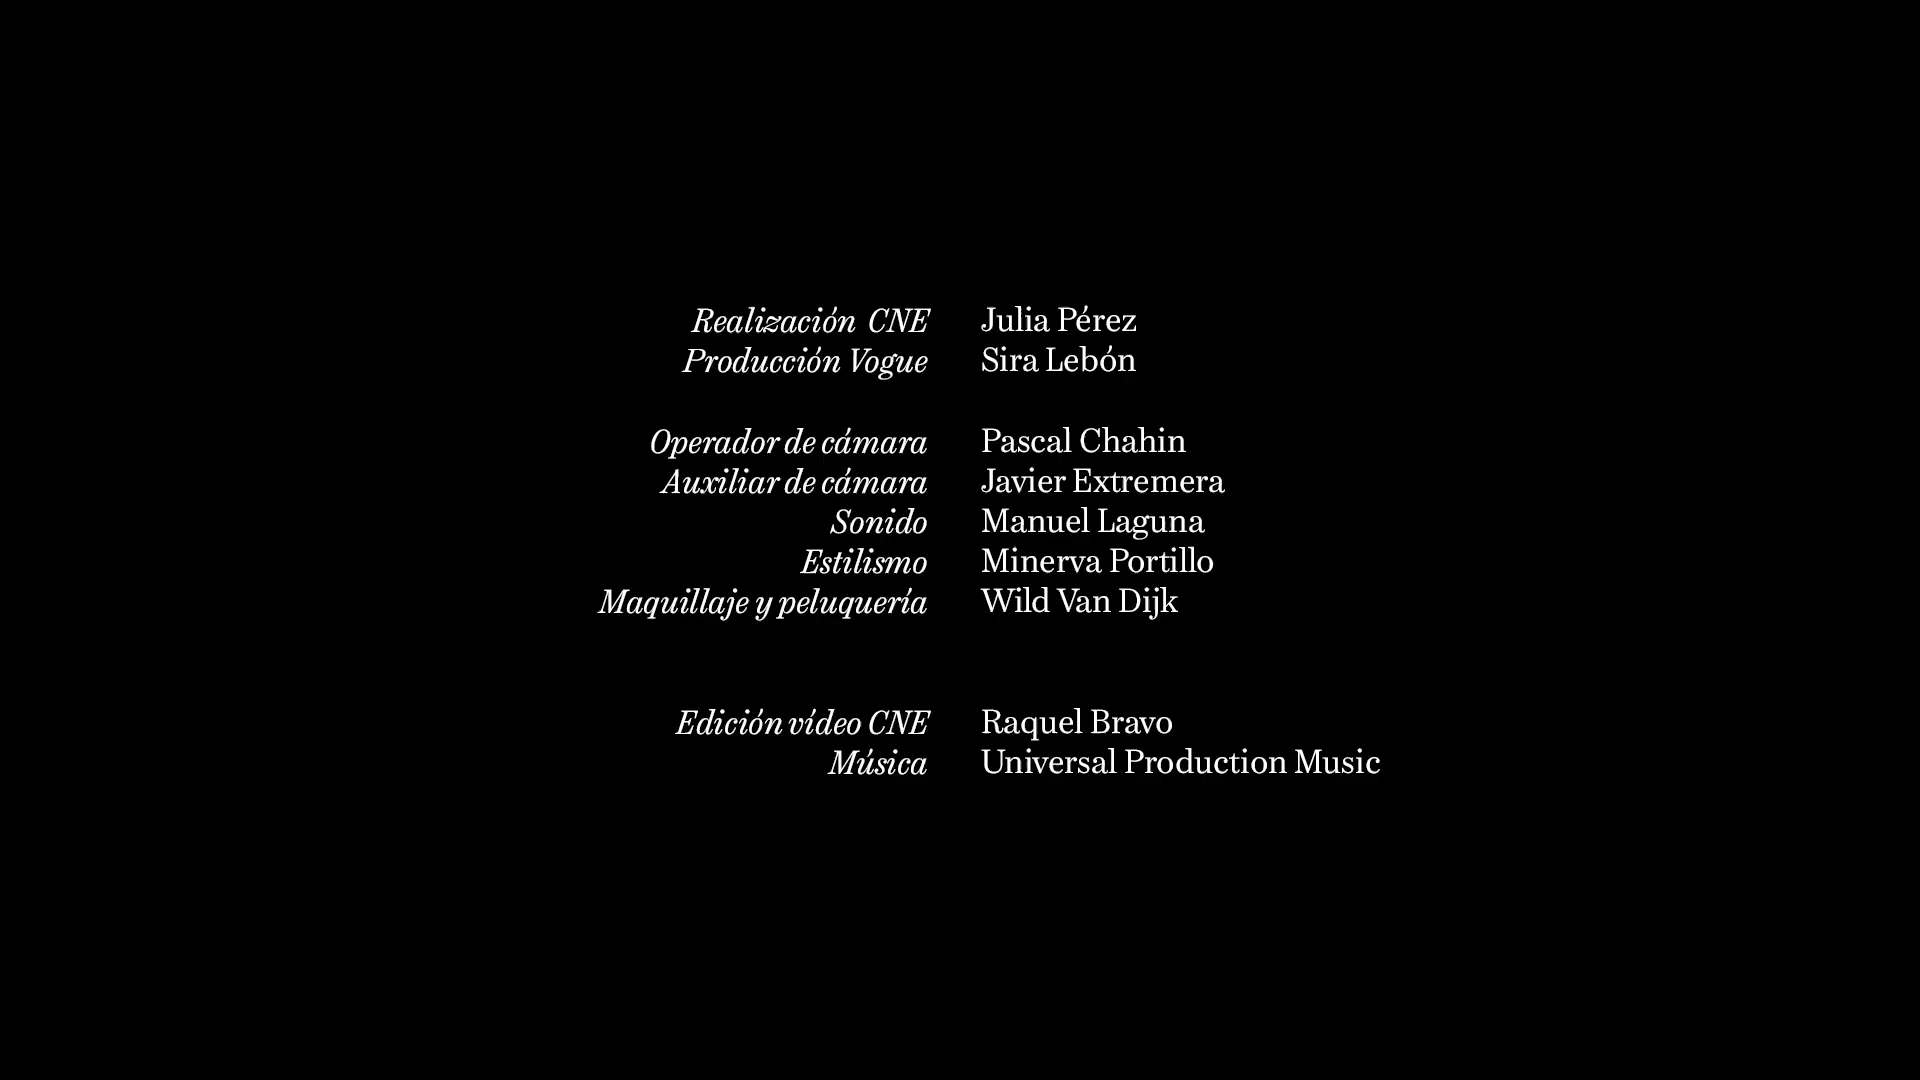 Realización CNE Julia Pérez
Producción Vogue Sira Lebón
Operador de cámara Pascal Chahin
Auxiliar de cámara Javier Extremera
Sonido Manuel Laguna
Estilismo Minerva Portillo
Maquillaje y peluquería Wild Van Dijk
Edición vídeo CNE Raquel Bravo
Música Universal Production Music